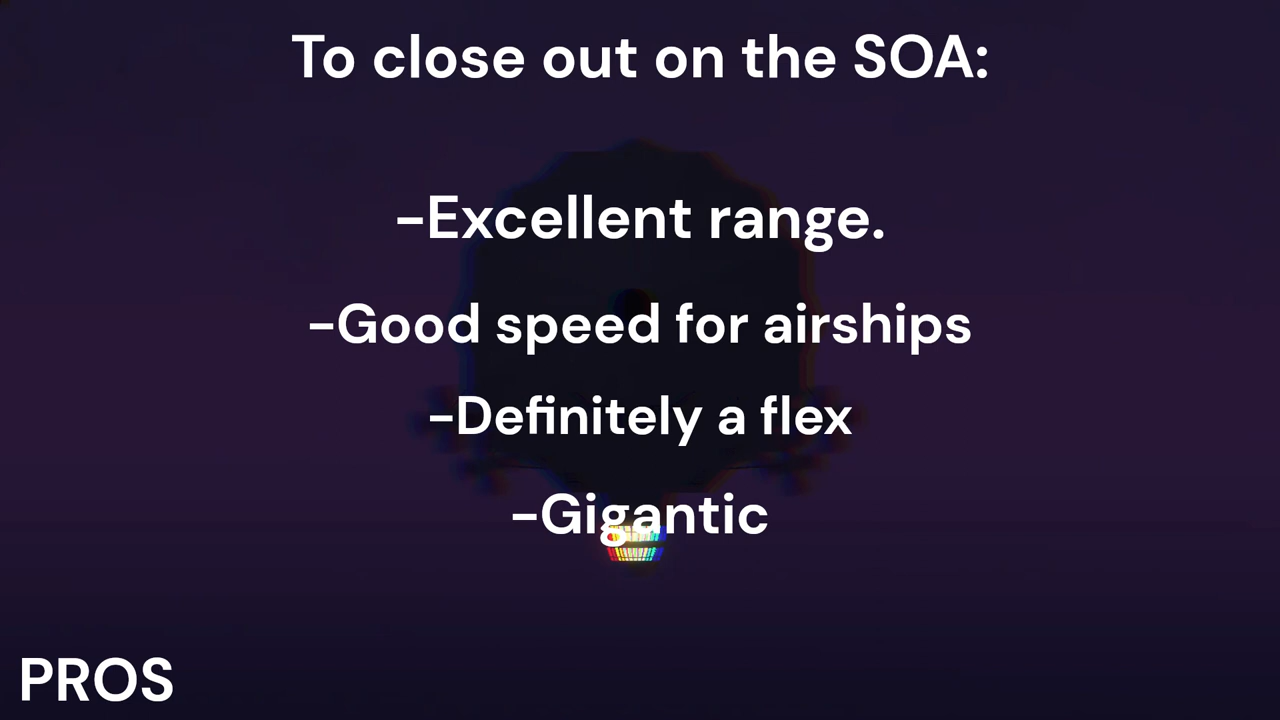 To close out on the SOA:
-Excellent range.
-Good speed for airships
-Definitely a flex
-Gigantic
PROS